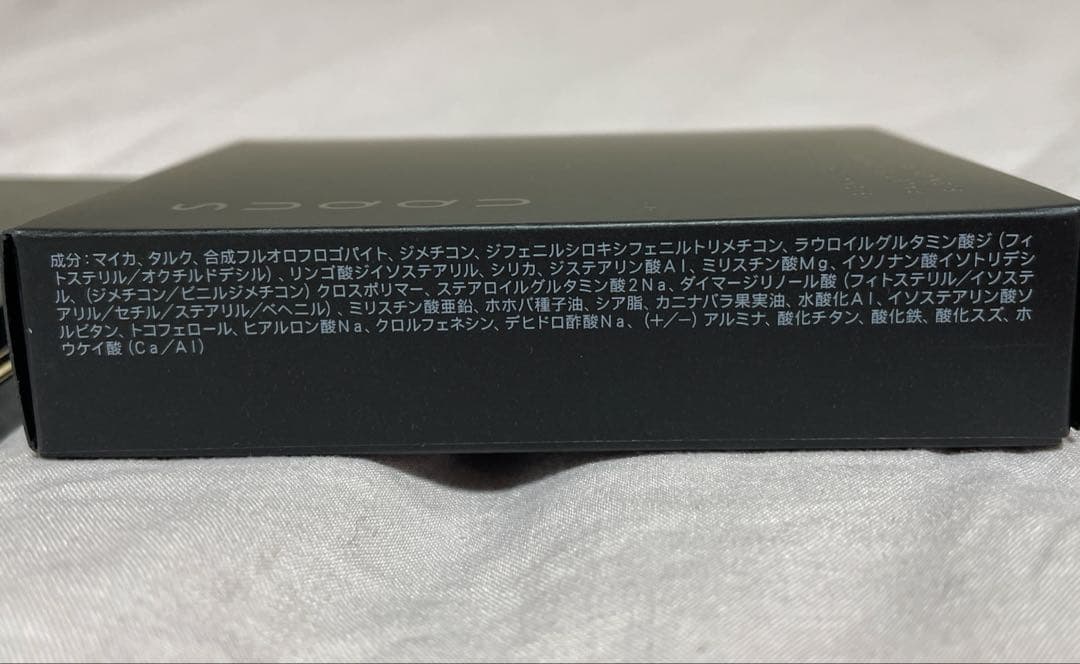 suqqu
成分：マイカ、タルク、合成フルオロフロゴパイト、ジメチコン、ジフェニルシロキシフェニルトリメチコン、ラウロイルグルタミン酸ジ（フィ
トステリル／オクチルドデシル）、リンゴ酸ジイソステアリル、シリカ、ジステアリン酸Ａｌ、ミリスチン酸Ｍｇ、イソノナン酸イソトリデシ
ル、（ジメチコン／ビニルジメチコン）クロスポリマー、ステアロイルグルタミン酸２Ｎａ、ダイマージリノール酸（フィトステリル／イソステ
アリル／セチル／ステアリル／ベヘニル）、ミリスチン酸亜鉛、ホホバ種子油、シア脂、カニナバラ果実油、水酸化Ａｌ、イソステアリン酸ソ
ルビタン、トコフェロール、ヒアルロン酸Ｎａ、クロルフェネシン、デヒドロ酢酸Ｎａ、（＋／－）アルミナ、酸化チタン、酸化鉄、酸化スズ、ホ
ウケイ酸（Ｃａ／Ａｌ）